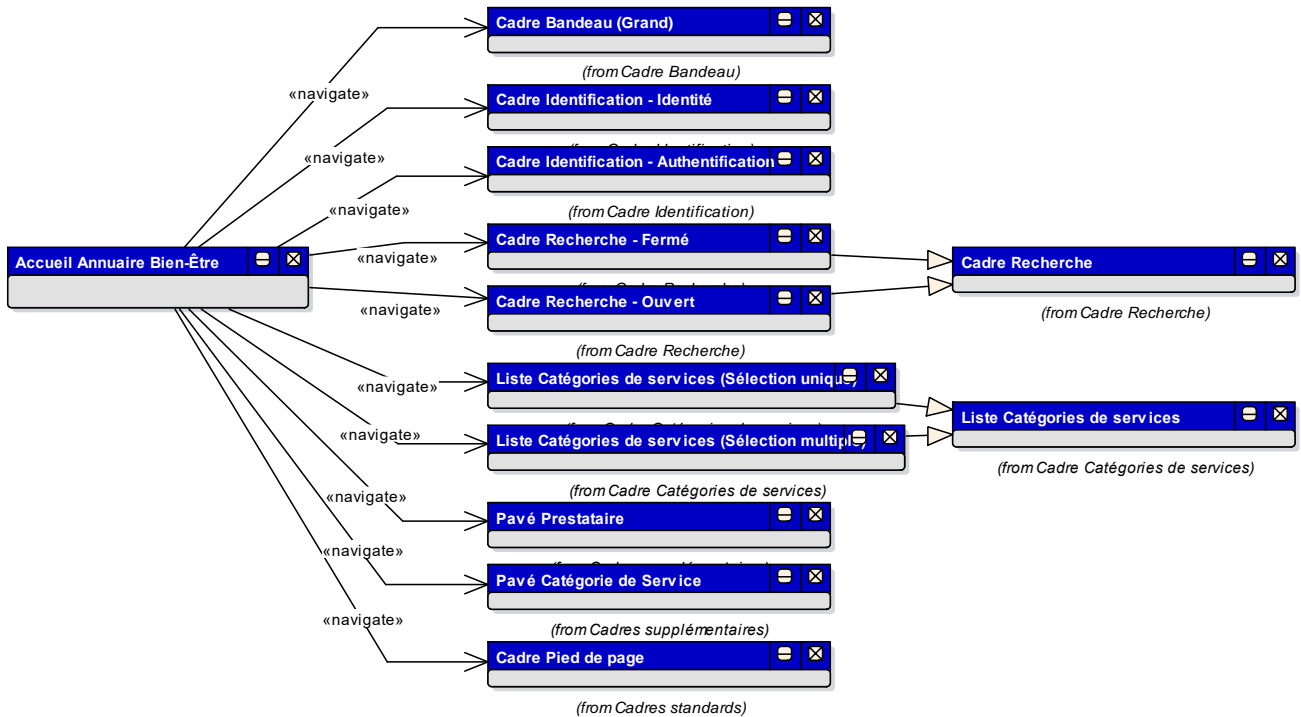 Cadre Bandeau (Grand)
(from Cadre Bandeau)
«navigate»
Cadre Identification - Identité
«navigate»
Cadre Identification - Authentification
(from Cadre Identification)
«navigate»
Accueil Annuaire Bien-Être
Cadre Recherche - Fermé
«navigate»
Cadre Recherche
(from Cadre Recherche)
Cadre Recherche - Ouvert
«navigate»
(from Cadre Recherche)
Liste Catégories de services (Sélection unique)
«navigate»
Liste Catégories de services
(from Cadre Catégories de services)
Liste Catégories de services (Sélection multiple)
«navigate»
(from Cadre Catégories de services)
Pavé Prestataire
«navigate»
Pavé Catégorie de Service
«navigate»
(from Cadres supplémentaires)
Cadre Pied de page
«navigate»
(from Cadres standards)